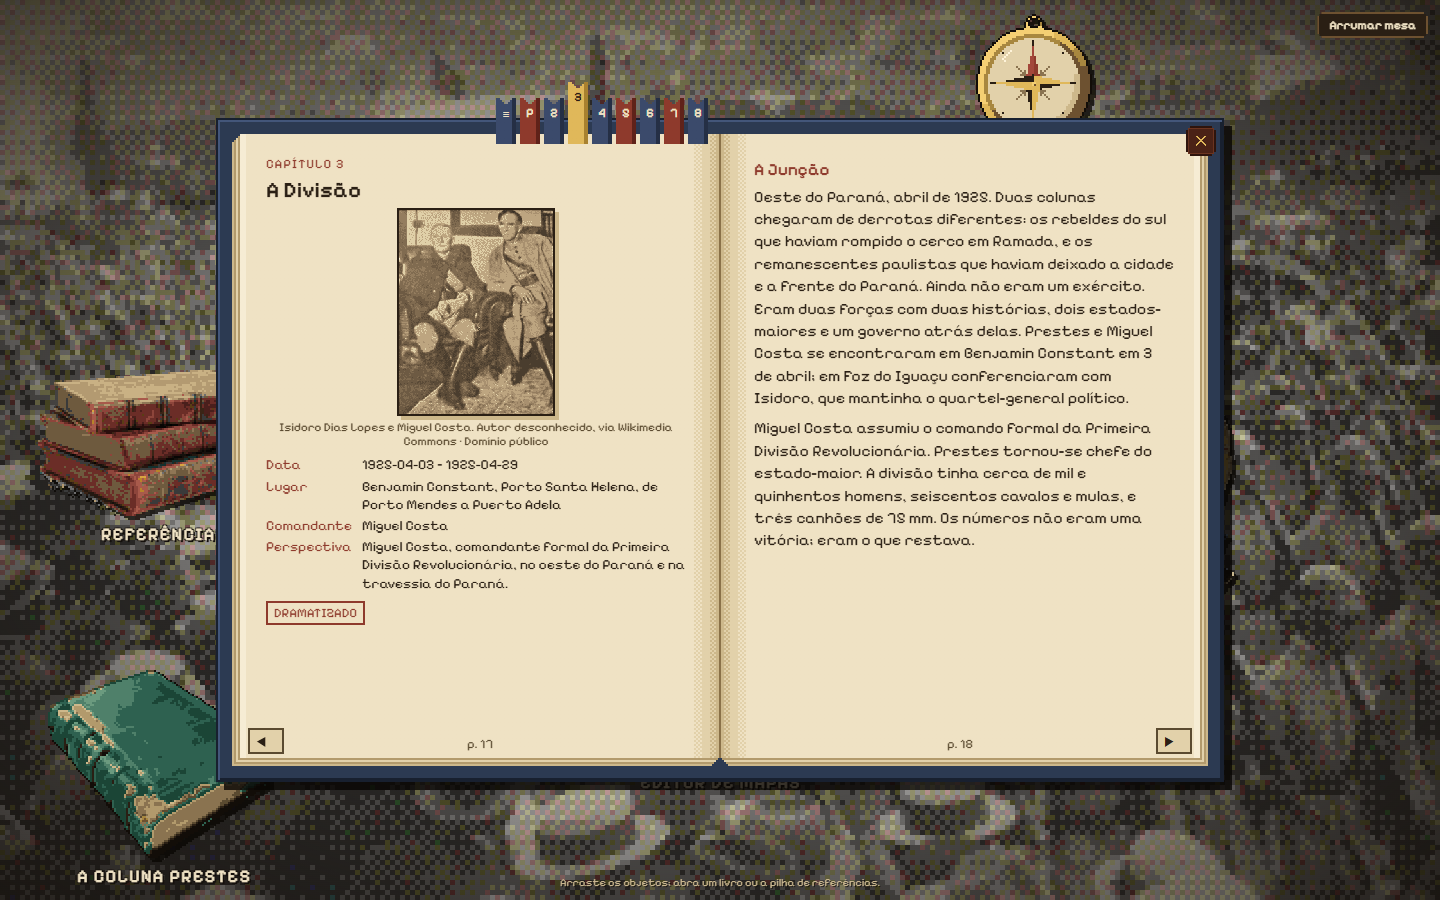 Arrumar mesa
≡ P 2 3 4 5 6 7 8
CAPÍTULO 3
A Divisão
Isidoro Dias Lopes e Miguel Costa. Autor desconhecido, via Wikimedia
Commons · Domínio público
Data 1925-04-03 - 1925-04-29
Lugar Benjamin Constant, Porto Santa Helena, de
Porto Mendes a Puerto Adela
Comandante Miguel Costa
Perspectiva Miguel Costa, comandante formal da Primeira
Divisão Revolucionária, no oeste do Paraná e na
travessia do Paraná.
DRAMATIZADO
p. 17
A Junção
Oeste do Paraná, abril de 1925. Duas colunas
chegaram de derrotas diferentes: os rebeldes do sul
que haviam rompido o cerco em Ramada, e os
remanescentes paulistas que haviam deixado a cidade
e a frente do Paraná. Ainda não eram um exército.
Eram duas forças com duas histórias, dois estados-
maiores e um governo atrás delas. Prestes e Miguel
Costa se encontraram em Benjamin Constant em 3
de abril; em Foz do Iguaçu conferenciaram com
Isidoro, que mantinha o quartel-general político.
Miguel Costa assumiu o comando formal da Primeira
Divisão Revolucionária. Prestes tornou-se chefe do
estado-maior. A divisão tinha cerca de mil e
quinhentos homens, seiscentos cavalos e mulas, e
três canhões de 75 mm. Os números não eram uma
vitória; eram o que restava.
p. 18
REFERÊNCIA
EDITOR DE MAPAS
A COLUNA PRESTES
Arraste os objetos; abra um livro ou a pilha de referências.